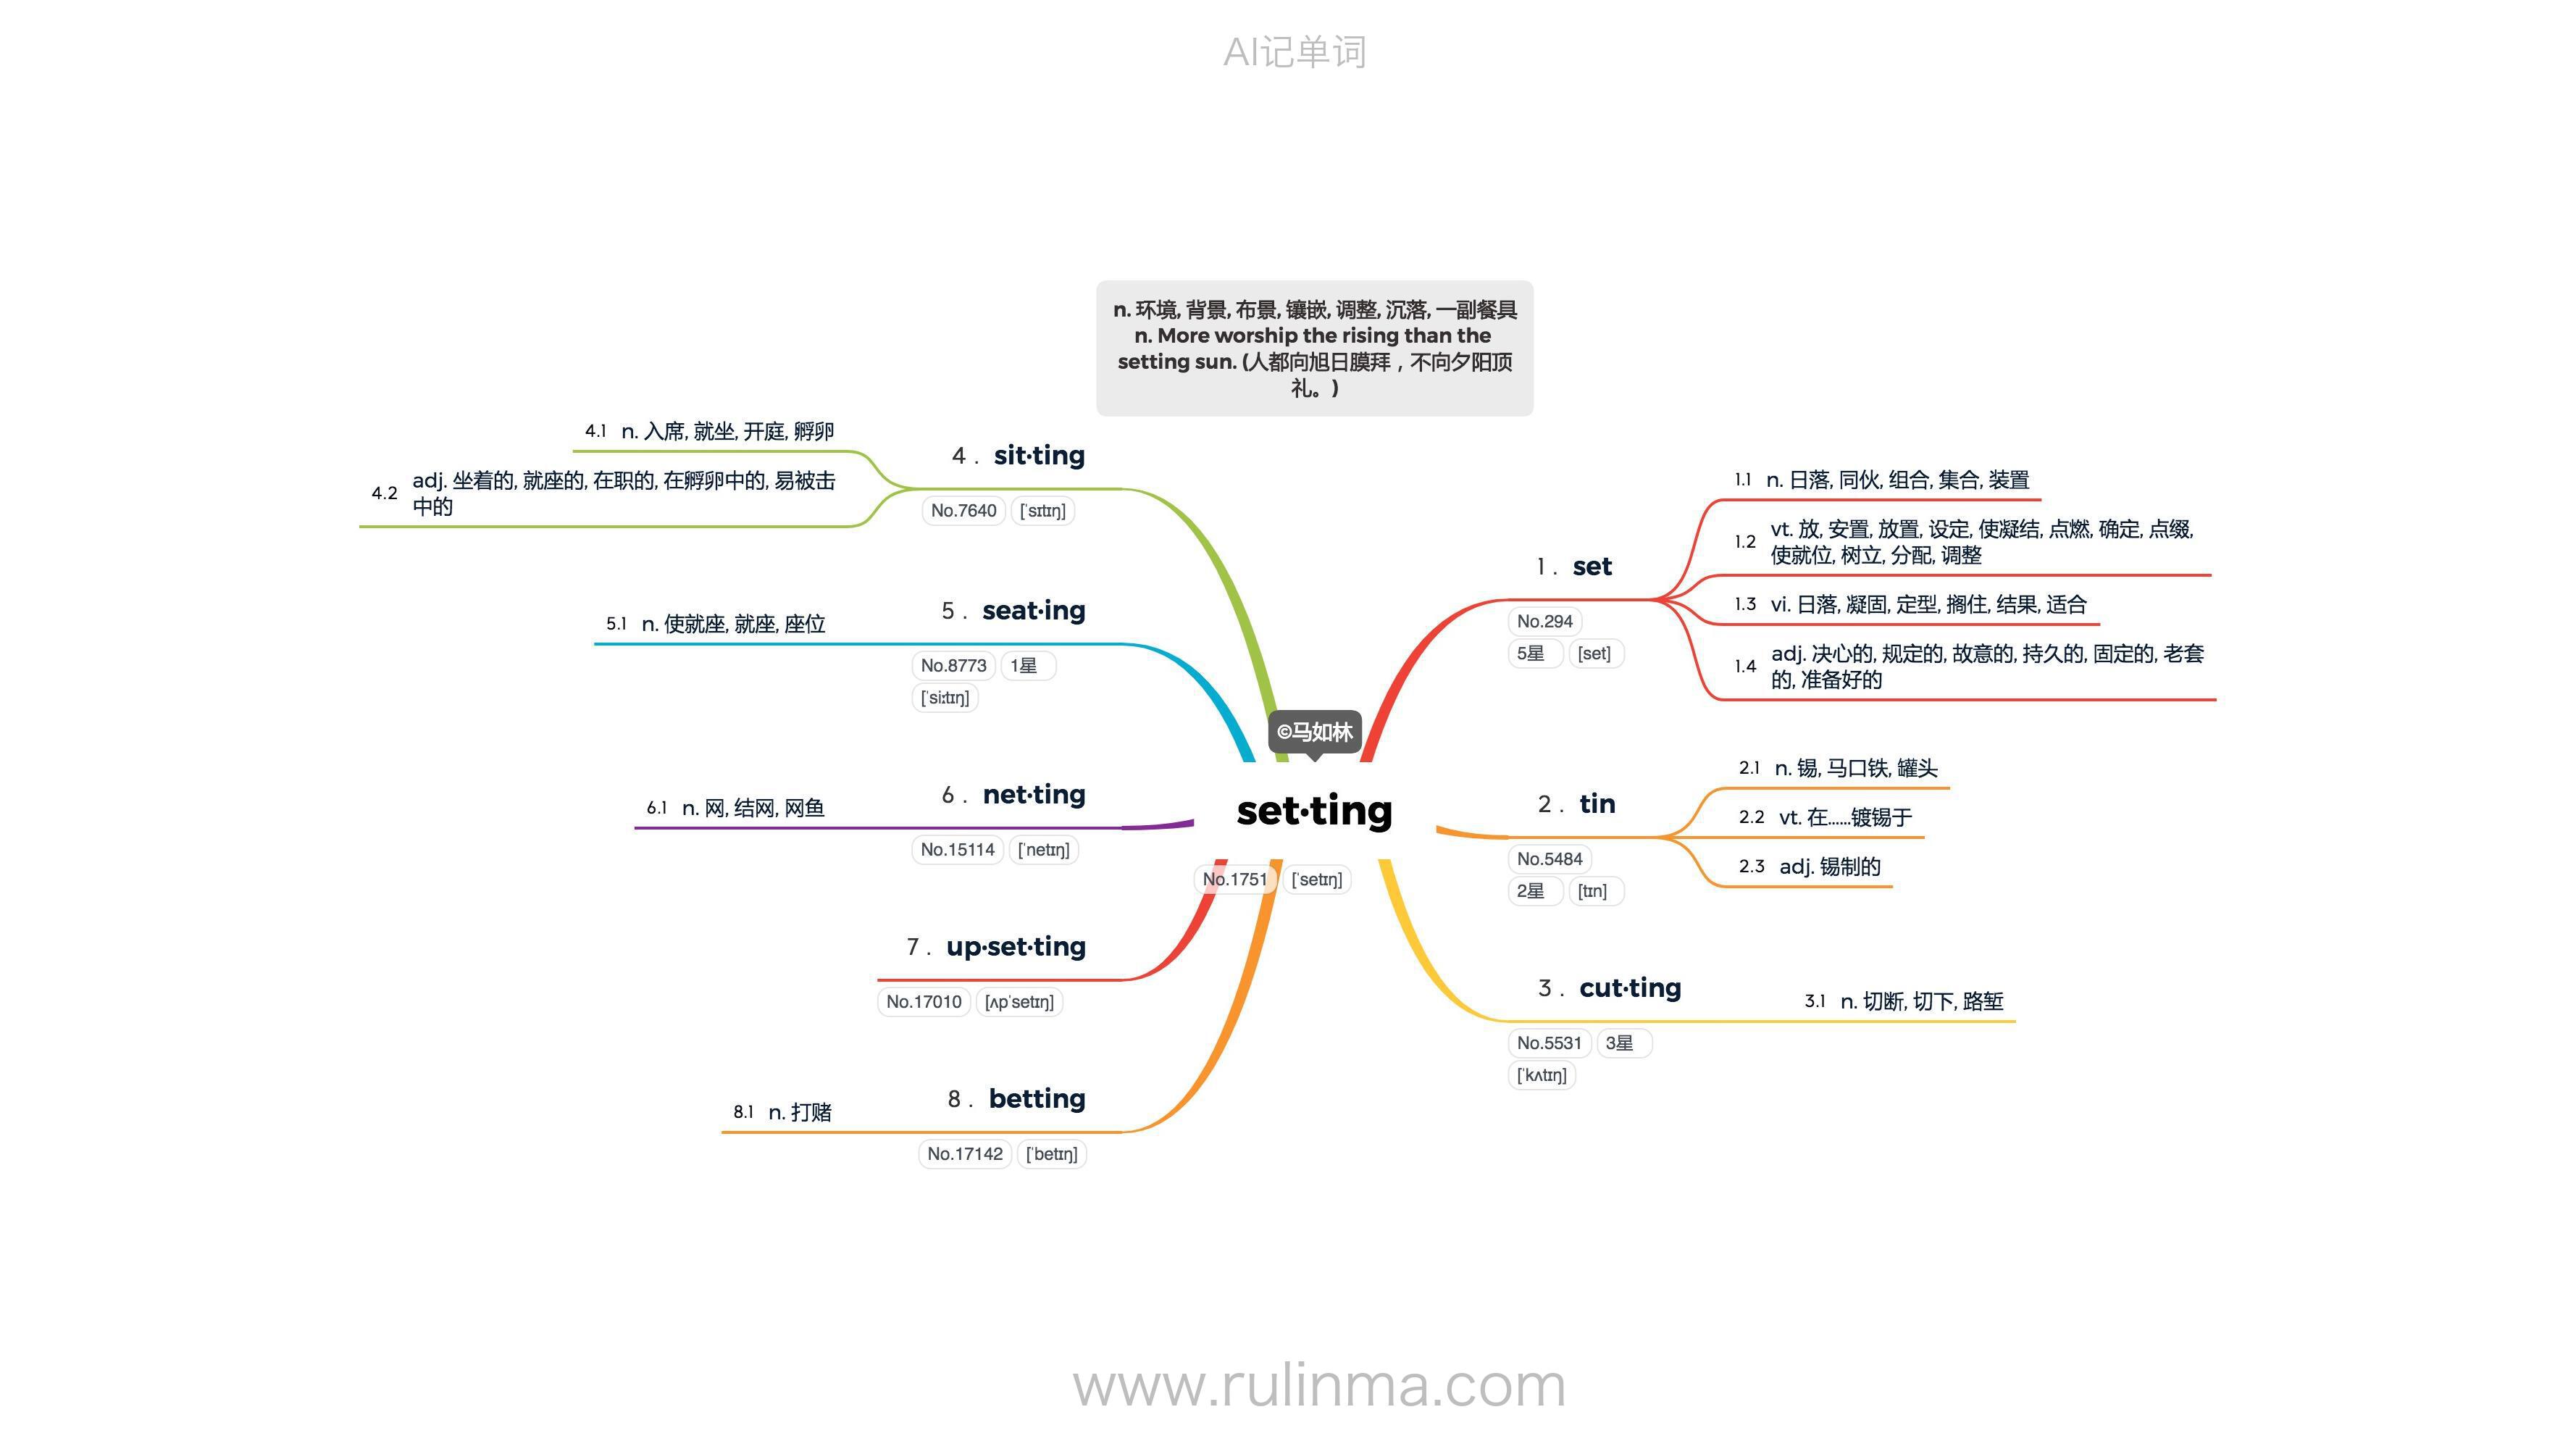 AI记单词
n. 环境, 背景, 布景, 镶嵌, 调整, 沉落, 一副餐具
n. More worship the rising than the
setting sun. (人都向旭日膜拜，不向夕阳顶
礼。)
©马如林
set·ting
No.1751 [ˈsetɪŋ]
1 . set
No.294
5星 [set]
1.1 n. 日落, 同伙, 组合, 集合, 装置
1.2 vt. 放, 安置, 放置, 设定, 使凝结, 点燃, 确定, 点缀,
使就位, 树立, 分配, 调整
1.3 vi. 日落, 凝固, 定型, 搁住, 结果, 适合
1.4 adj. 决心的, 规定的, 故意的, 持久的, 固定的, 老套
的, 准备好的
2 . tin
No.5484
2星 [tɪn]
2.1 n. 锡, 马口铁, 罐头
2.2 vt. 在......镀锡于
2.3 adj. 锡制的
3 . cut·ting
No.5531 3星
[ˈkʌtɪŋ]
3.1 n. 切断, 切下, 路堑
4 . sit·ting
No.7640 [ˈsɪtɪŋ]
4.1 n. 入席, 就坐, 开庭, 孵卵
4.2 adj. 坐着的, 就座的, 在职的, 在孵卵中的, 易被击
中的
5 . seat·ing
No.8773 1星
[ˈsiːtɪŋ]
5.1 n. 使就座, 就座, 座位
6 . net·ting
No.15114 [ˈnetɪŋ]
6.1 n. 网, 结网, 网鱼
7 . up·set·ting
No.17010 [ʌpˈsetɪŋ]
8 . betting
No.17142 [ˈbetɪŋ]
8.1 n. 打赌
www.rulinma.com